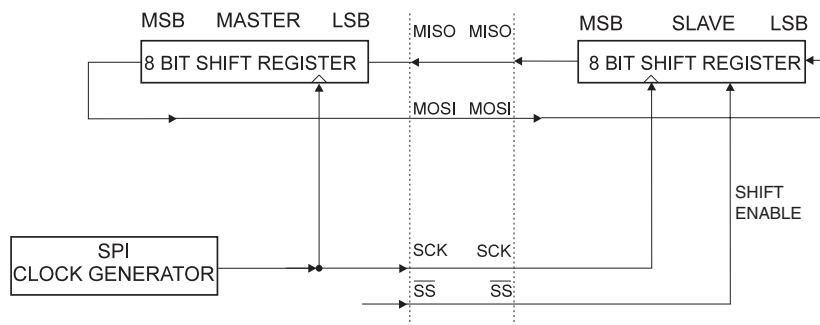 MSB MASTER LSB
MISO MISO
MSB SLAVE LSB
8 BIT SHIFT REGISTER
8 BIT SHIFT REGISTER
MOSI MOSI
SHIFT
ENABLE
SPI
CLOCK GENERATOR
SCK SCK
SS SS